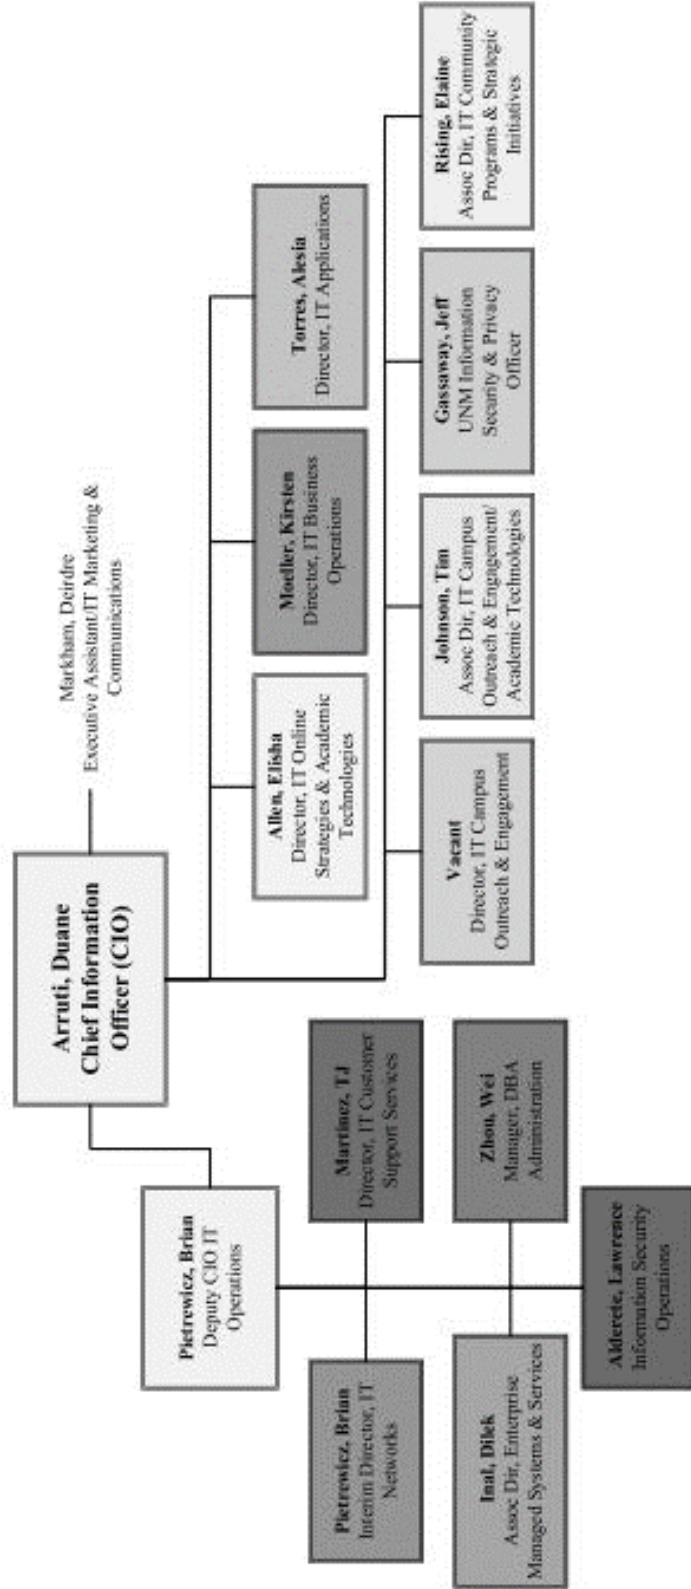 Arruti, Duane
Chief Information
Officer (CIO)
Markham, Deirdre
Executive Assistant/IT Marketing &
Communications
Pietrewicz, Brian
Deputy CIO IT
Operations
Pietrewicz, Brian
Interim Director, IT
Networks
Martinez, TJ
Director, IT Customer
Support Services
Inal, Dilek
Assoc Dir, Enterprise
Managed Systems & Services
Zhou, Wei
Manager, DBA
Administration
Alderete, Lawrence
Information Security
Operations
Allen, Elisha
Director, IT Online
Strategies & Academic
Technologies
Moeller, Kirsten
Director, IT Business
Operations
Torres, Alesia
Director, IT Applications
Vacant
Director, IT Campus
Outreach & Engagement
Johnson, Tim
Assoc Dir, IT Campus
Outreach & Engagement/
Academic Technologies
Gassaway, Jeff
UNM Information
Security & Privacy
Officer
Rising, Elaine
Assoc Dir, IT Community
Programs & Strategic
Initiatives